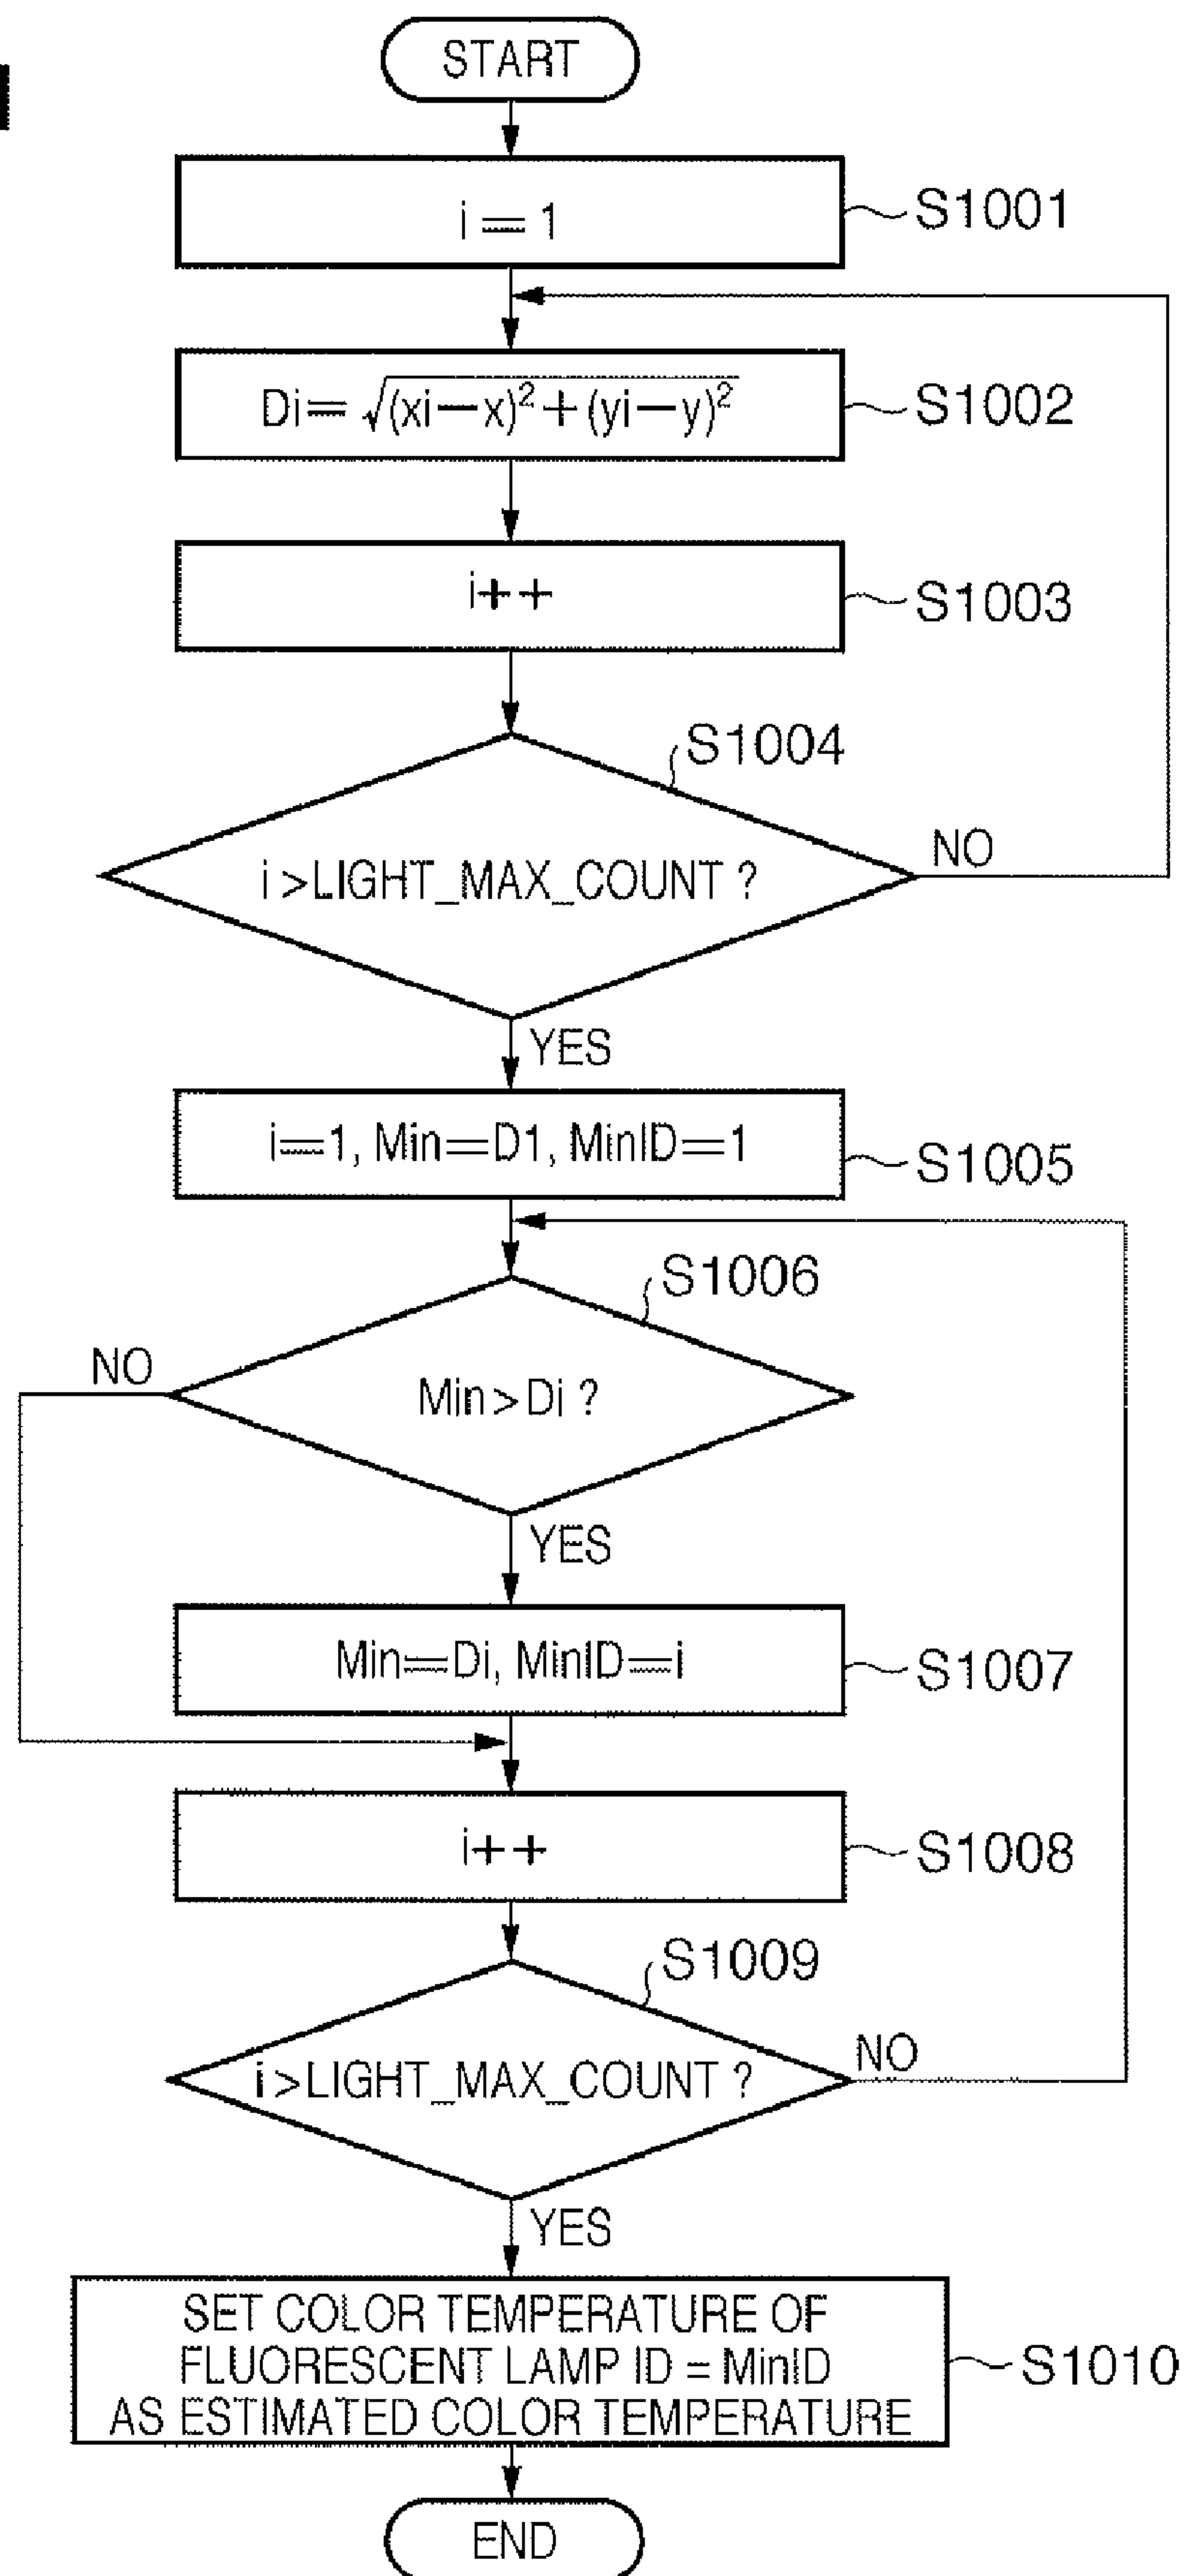 START
i=1
S1001
Di=√(xi-x)²+(yi-y)²
S1002
i++
S1003
S1004
i>LIGHT_MAX_COUNT ?
NO
YES
i=1, Min=D1, MinID=1
S1005
S1006
NO
Min>Di ?
YES
Min=Di, MinID=i
S1007
i++
S1008
S1009
i>LIGHT_MAX_COUNT ?
NO
YES
SET COLOR TEMPERATURE OF
FLUORESCENT LAMP ID = MinID
AS ESTIMATED COLOR TEMPERATURE
S1010
END